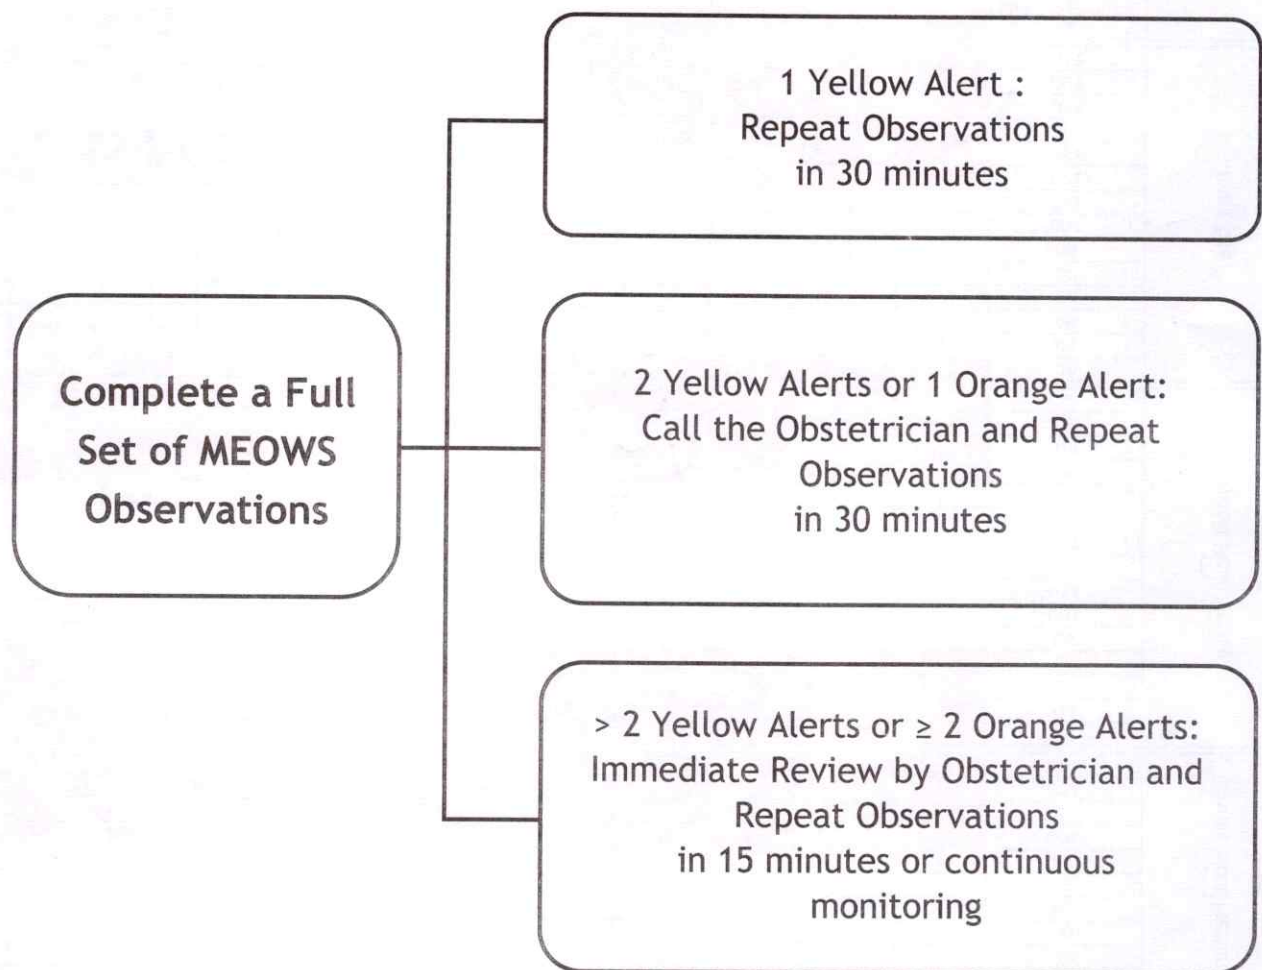 Complete a Full
Set of MEOWS
Observations
1 Yellow Alert :
Repeat Observations
in 30 minutes
2 Yellow Alerts or 1 Orange Alert:
Call the Obstetrician and Repeat
Observations
in 30 minutes
> 2 Yellow Alerts or ≥ 2 Orange Alerts:
Immediate Review by Obstetrician and
Repeat Observations
in 15 minutes or continuous
monitoring